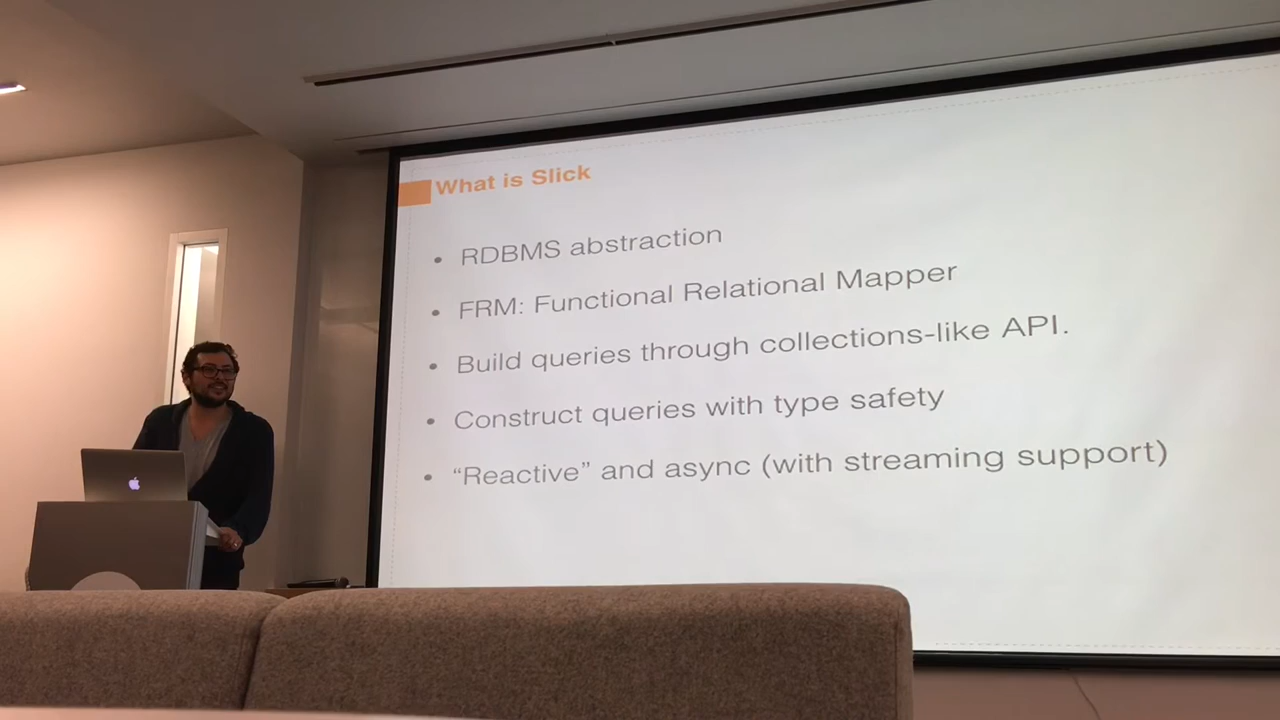 What is Slick
• RDBMS abstraction
• FRM: Functional Relational Mapper
• Build queries through collections-like API.
• Construct queries with type safety
• “Reactive” and async (with streaming support)